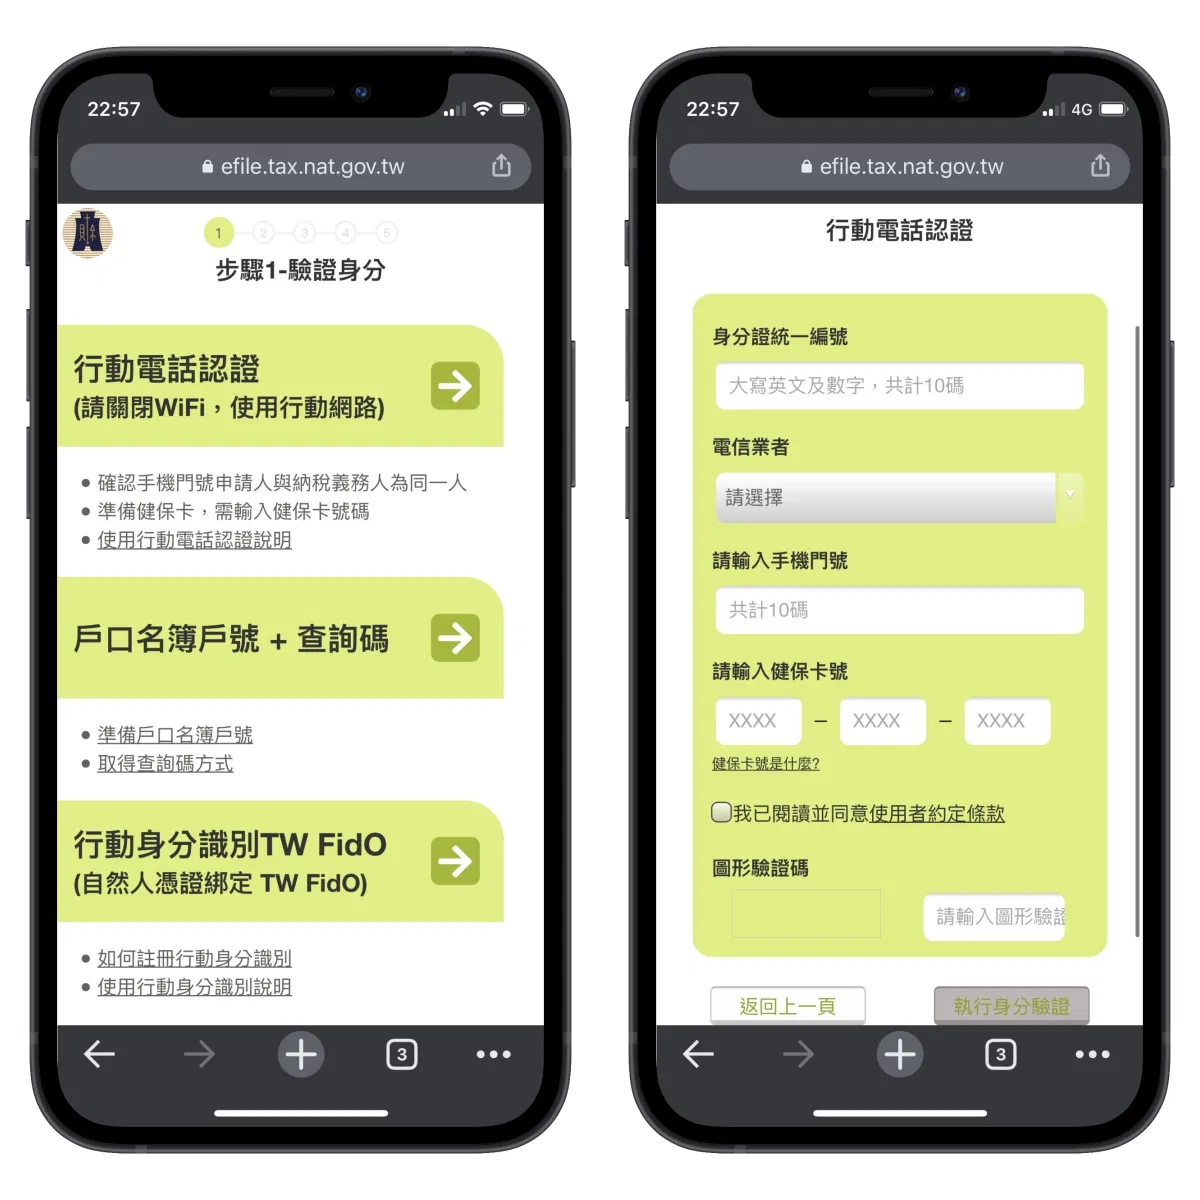 22:57
efile.tax.nat.gov.tw
財
1
2
3
4
5
步驟1-驗證身分
行動電話認證
(請關閉WiFi，使用行動網路)
確認手機門號申請人與納稅義務人為同一人
準備健保卡，需輸入健保卡號碼
使用行動電話認證說明
戶口名簿戶號 + 查詢碼
準備戶口名簿戶號
取得查詢碼方式
行動身分識別TW FidO
(自然人憑證綁定 TW FidO)
如何註冊行動身分識別
使用行動身分識別說明
3
22:57
4G
efile.tax.nat.gov.tw
行動電話認證
身分證統一編號
大寫英文及數字，共計10碼
電信業者
請選擇
請輸入手機門號
共計10碼
請輸入健保卡號
XXXX – XXXX – XXXX
健保卡號是什麼?
我已閱讀並同意使用者約定條款
圖形驗證碼
請輸入圖形驗證
返回上一頁
執行身分驗證
3